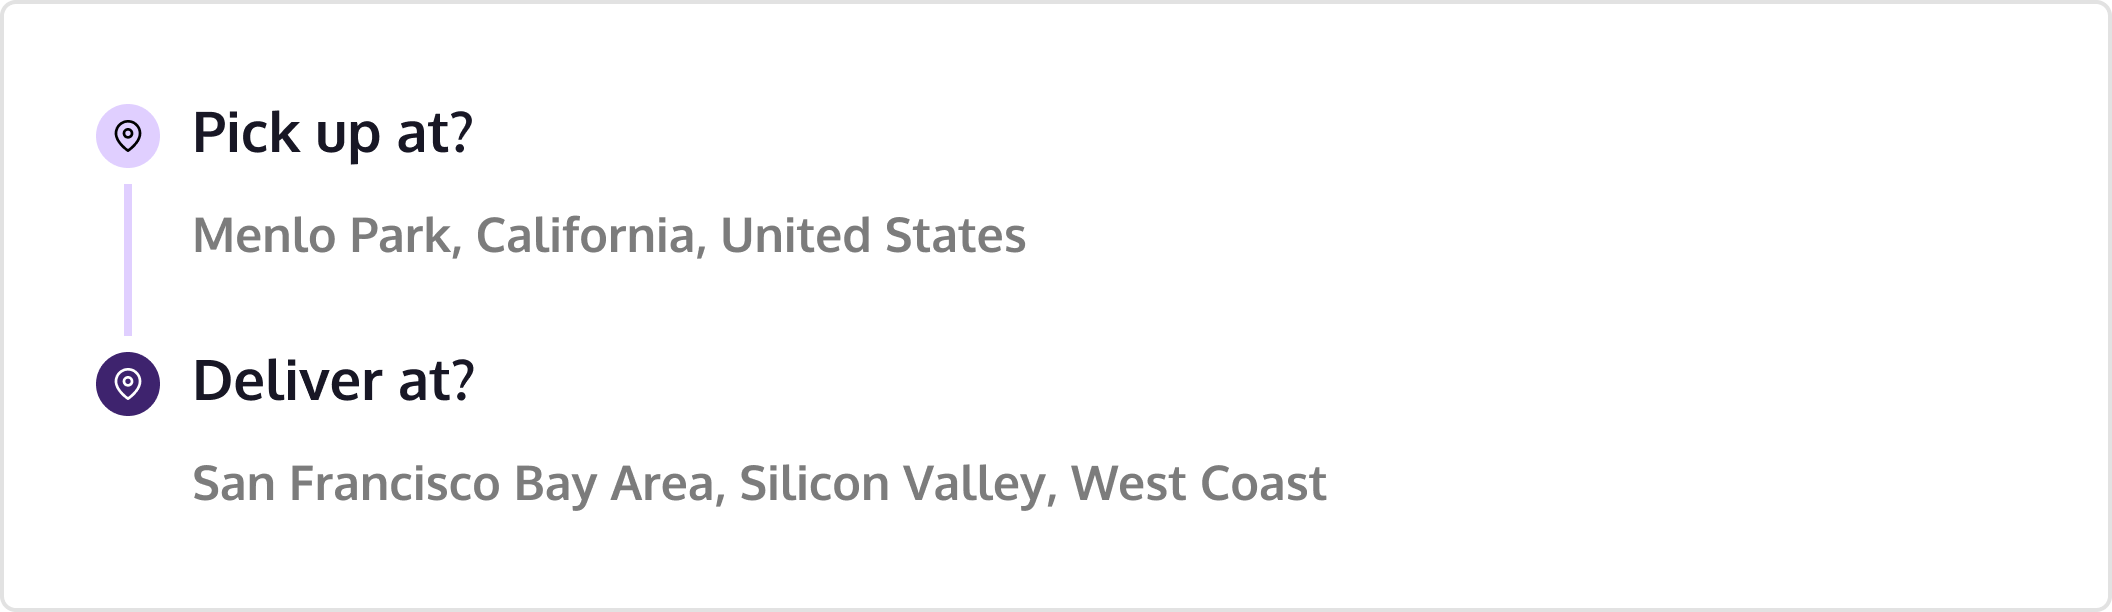 Pick up at?
Menlo Park, California, United States
Deliver at?
San Francisco Bay Area, Silicon Valley, West Coast